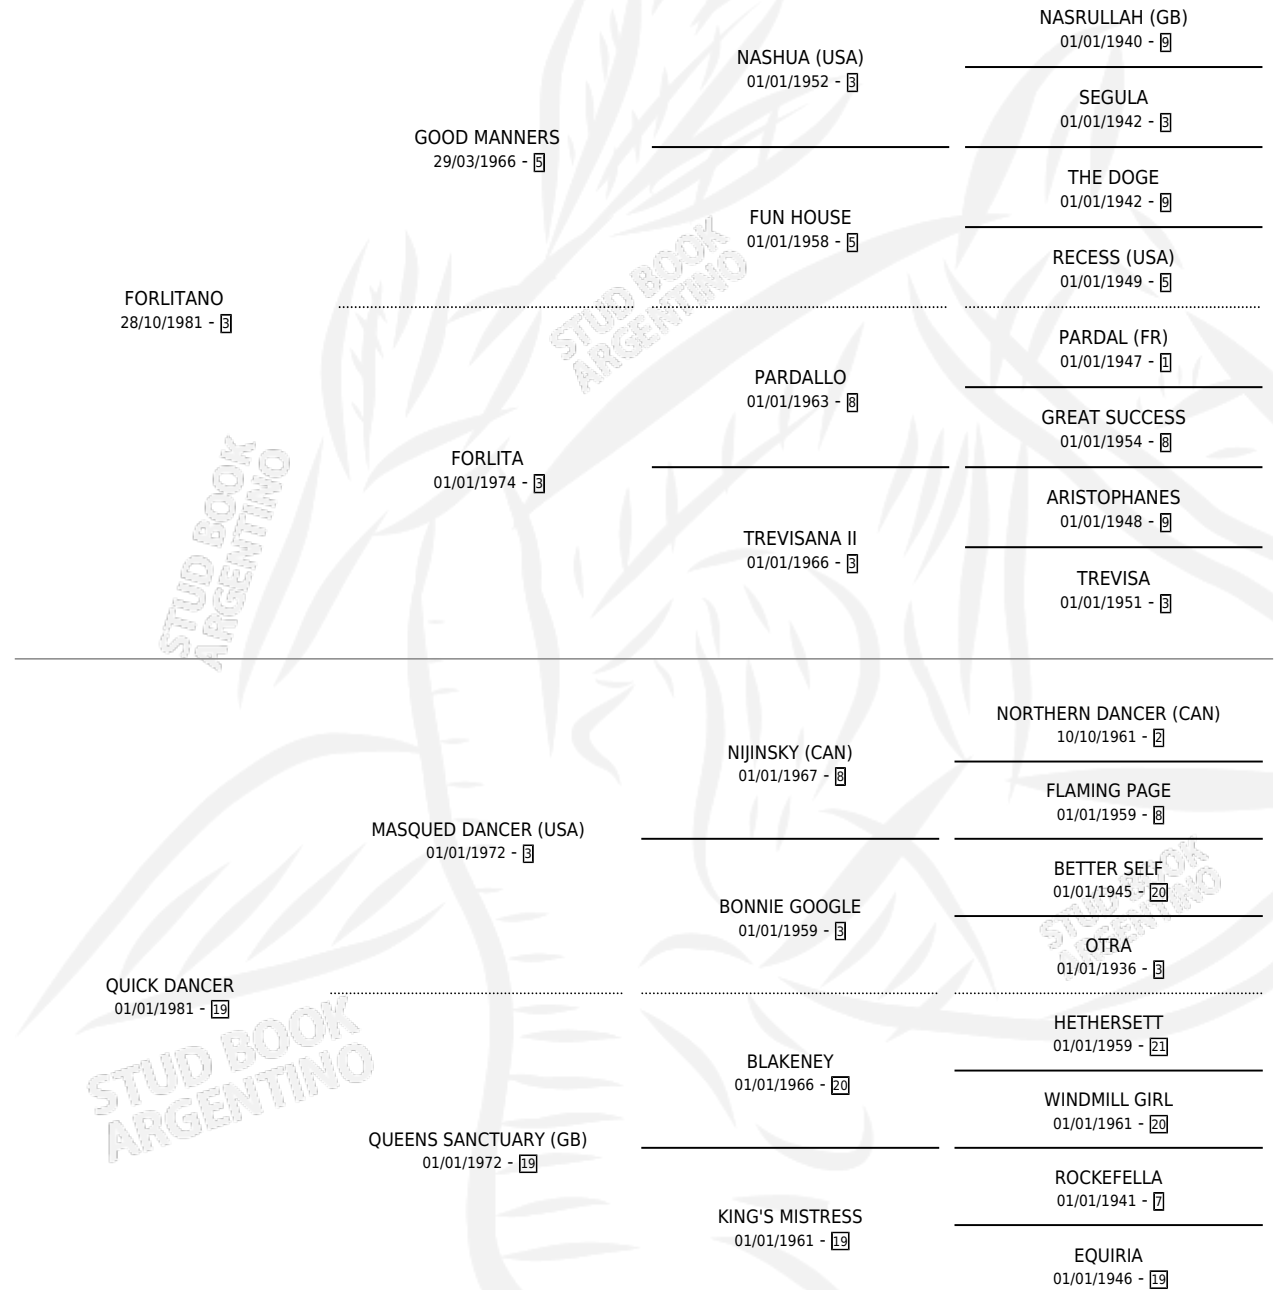 NASRULLAH (GB)
01/01/1940 - 9
NASHUA (USA)
01/01/1952 - 3
SEGULA
01/01/1942 - 3
GOOD MANNERS
29/03/1966 - 5
THE DOGE
01/01/1942 - 9
FUN HOUSE
01/01/1958 - 5
RECESS (USA)
01/01/1949 - 5
FORLITANO
28/10/1981 - 3
PARDAL (FR)
01/01/1947 - 1
PARDALLO
01/01/1963 - 8
GREAT SUCCESS
01/01/1954 - 8
FORLITA
01/01/1974 - 3
ARISTOPHANES
01/01/1948 - 9
TREVISANA II
01/01/1966 - 3
TREVISA
01/01/1951 - 3
STUD BOOK
ARGENTINO
STUD BOOK
ARGENTINO
NORTHERN DANCER (CAN)
10/10/1961 - 2
NIJINSKY (CAN)
01/01/1967 - 8
FLAMING PAGE
01/01/1959 - 8
MASQUED DANCER (USA)
01/01/1972 - 3
BETTER SELF
01/01/1945 - 20
BONNIE GOOGLE
01/01/1959 - 3
OTRA
01/01/1936 - 3
QUICK DANCER
01/01/1981 - 19
HETHERSETT
01/01/1959 - 21
BLAKENEY
01/01/1966 - 20
WINDMILL GIRL
01/01/1961 - 20
QUEENS SANCTUARY (GB)
01/01/1972 - 19
ROCKEFELLA
01/01/1941 - 7
KING'S MISTRESS
01/01/1961 - 19
EQUIRIA
01/01/1946 - 19
STUD BOOK
ARGENTINO
STUD BOOK
ARGENTINO